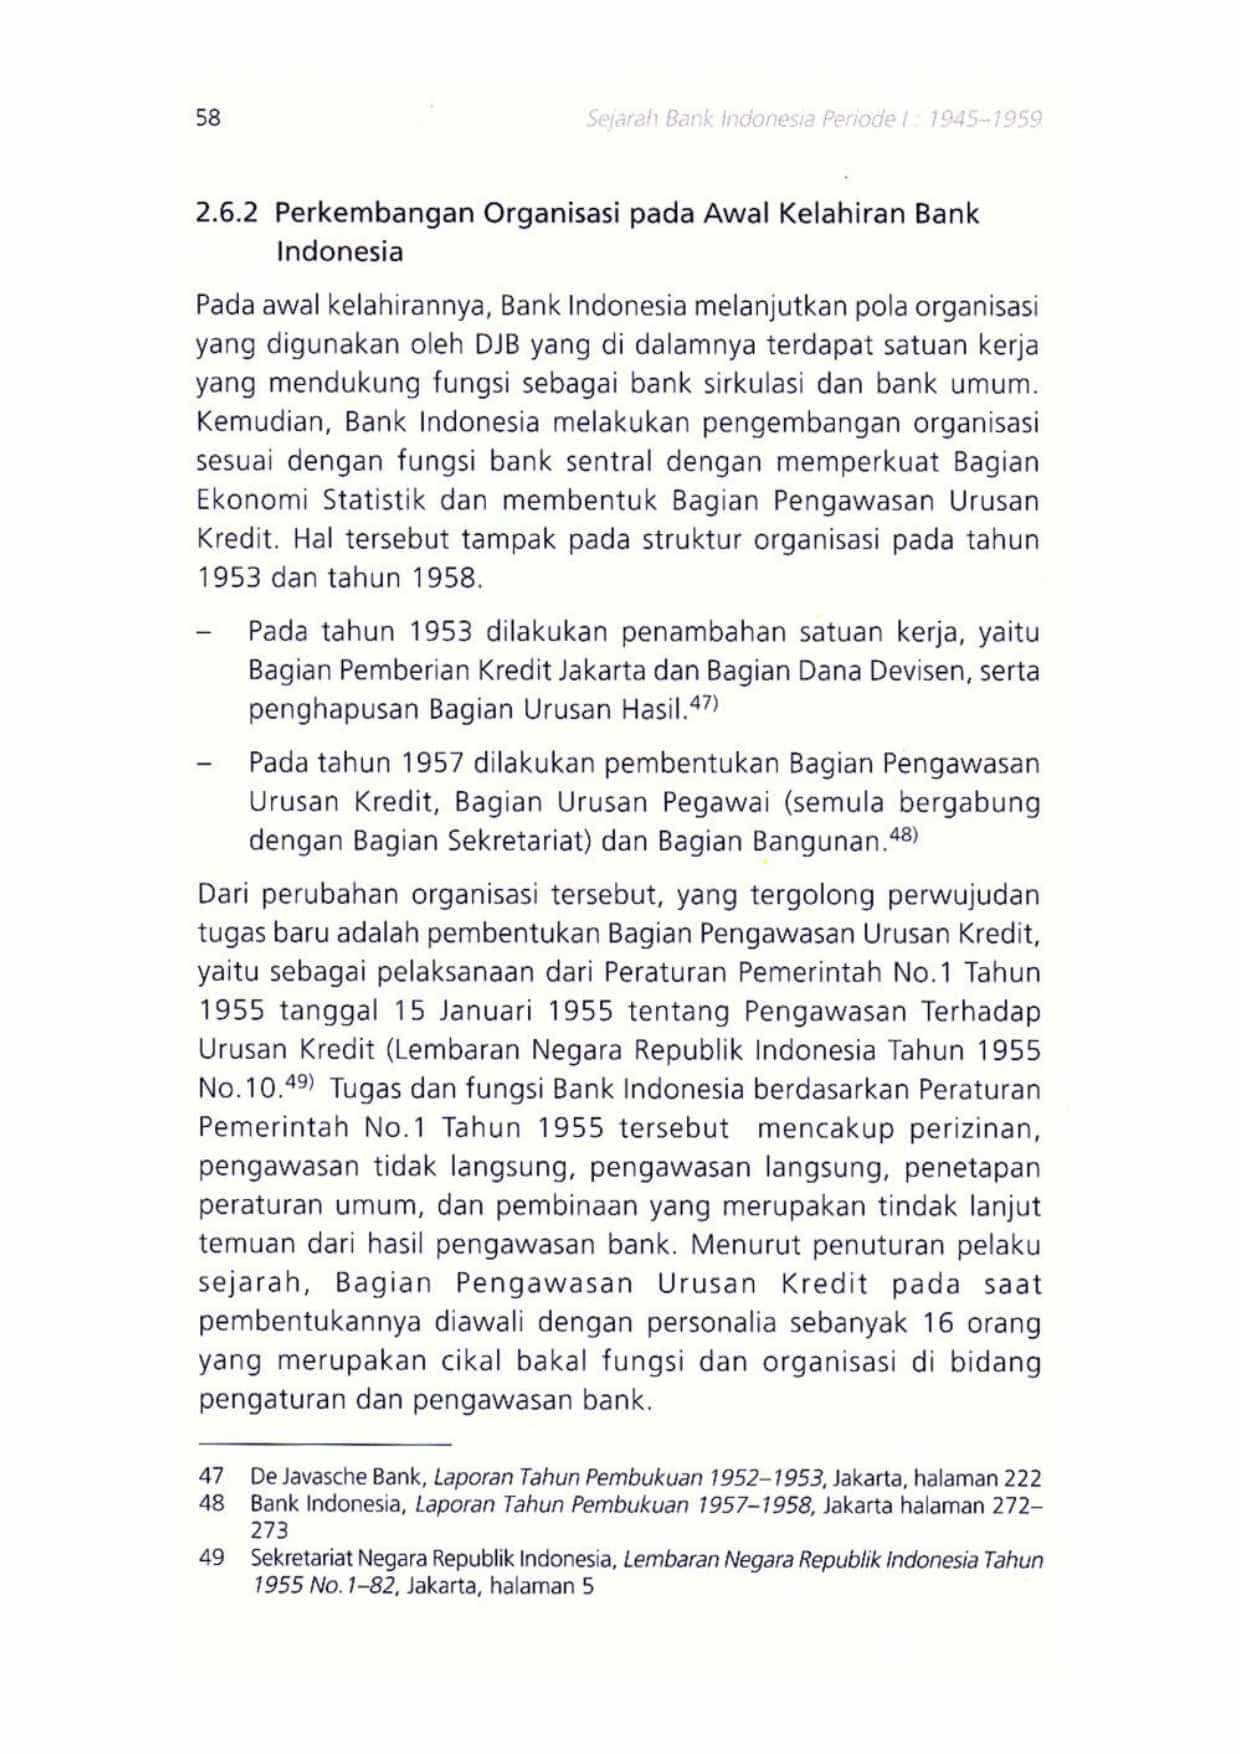 58
Sejarah Bank Indonesia Periode I : 1945–1959
2.6.2 Perkembangan Organisasi pada Awal Kelahiran Bank
Indonesia
Pada awal kelahirannya, Bank Indonesia melanjutkan pola organisasi
yang digunakan oleh DJB yang di dalamnya terdapat satuan kerja
yang mendukung fungsi sebagai bank sirkulasi dan bank umum.
Kemudian, Bank Indonesia melakukan pengembangan organisasi
sesuai dengan fungsi bank sentral dengan memperkuat Bagian
Ekonomi Statistik dan membentuk Bagian Pengawasan Urusan
Kredit. Hal tersebut tampak pada struktur organisasi pada tahun
1953 dan tahun 1958.
– Pada tahun 1953 dilakukan penambahan satuan kerja, yaitu
Bagian Pemberian Kredit Jakarta dan Bagian Dana Devisen, serta
penghapusan Bagian Urusan Hasil.47)
– Pada tahun 1957 dilakukan pembentukan Bagian Pengawasan
Urusan Kredit, Bagian Urusan Pegawai (semula bergabung
dengan Bagian Sekretariat) dan Bagian Bangunan.48)
Dari perubahan organisasi tersebut, yang tergolong perwujudan
tugas baru adalah pembentukan Bagian Pengawasan Urusan Kredit,
yaitu sebagai pelaksanaan dari Peraturan Pemerintah No.1 Tahun
1955 tanggal 15 Januari 1955 tentang Pengawasan Terhadap
Urusan Kredit (Lembaran Negara Republik Indonesia Tahun 1955
No.10.49) Tugas dan fungsi Bank Indonesia berdasarkan Peraturan
Pemerintah No.1 Tahun 1955 tersebut mencakup perizinan,
pengawasan tidak langsung, pengawasan langsung, penetapan
peraturan umum, dan pembinaan yang merupakan tindak lanjut
temuan dari hasil pengawasan bank. Menurut penuturan pelaku
sejarah, Bagian Pengawasan Urusan Kredit pada saat
pembentukannya diawali dengan personalia sebanyak 16 orang
yang merupakan cikal bakal fungsi dan organisasi di bidang
pengaturan dan pengawasan bank.
47 De Javasche Bank, Laporan Tahun Pembukuan 1952–1953, Jakarta, halaman 222
48 Bank Indonesia, Laporan Tahun Pembukuan 1957–1958, Jakarta halaman 272–
273
49 Sekretariat Negara Republik Indonesia, Lembaran Negara Republik Indonesia Tahun
1955 No. 1–82, Jakarta, halaman 5